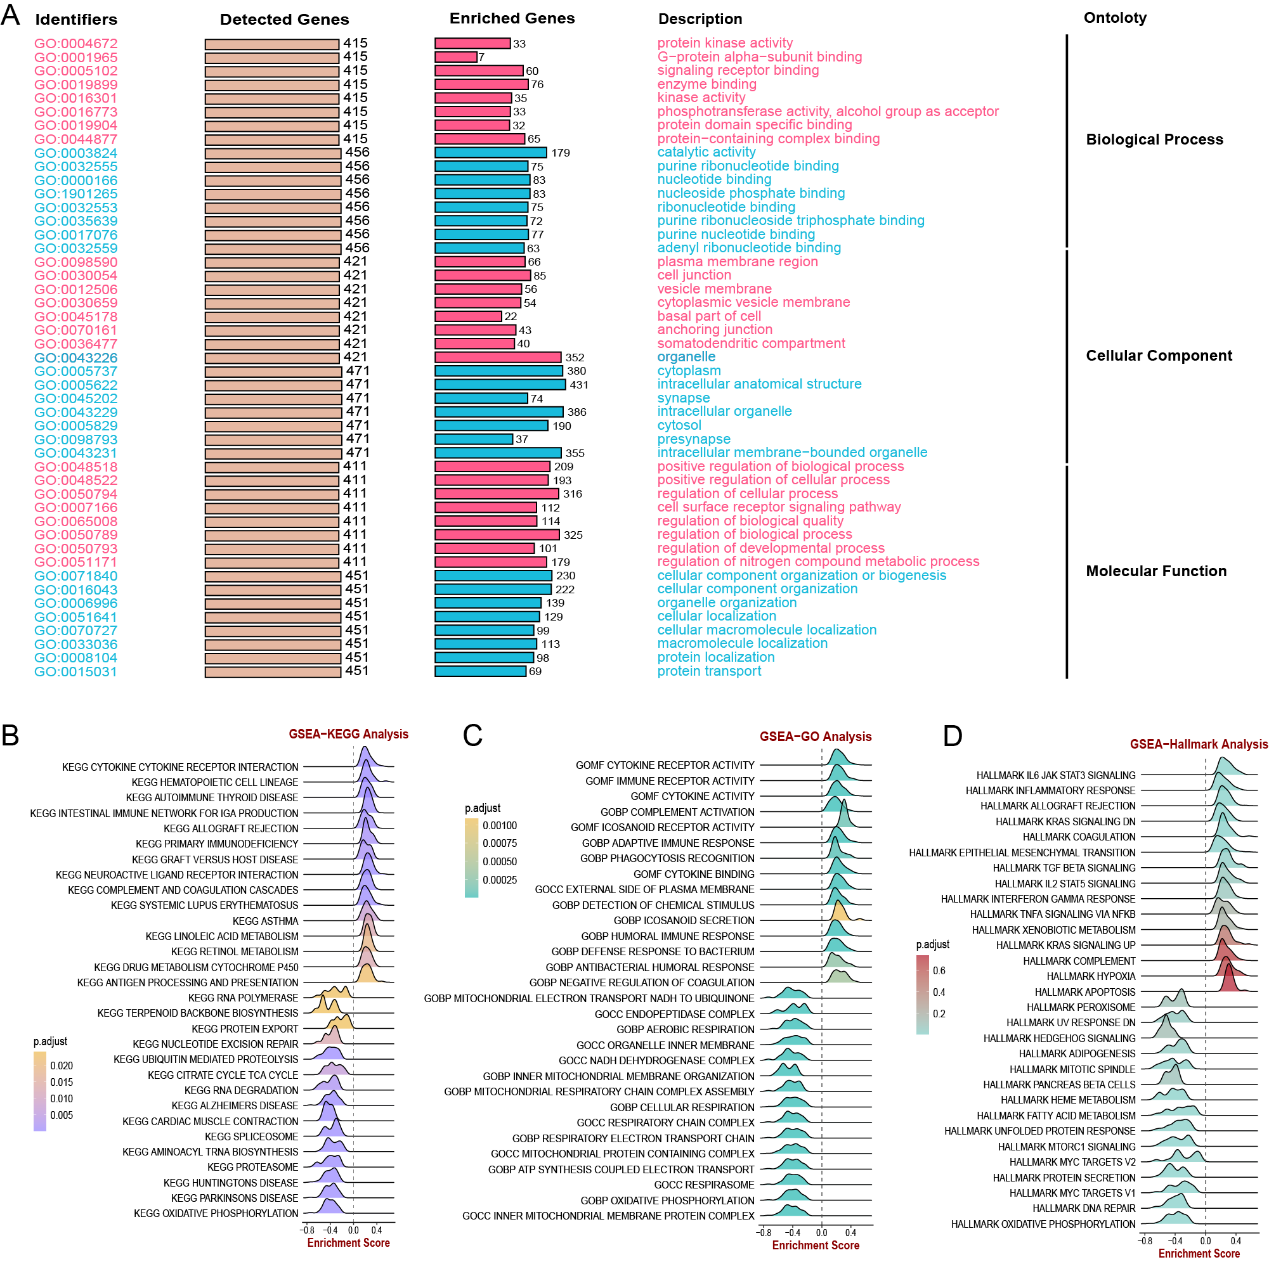 A
Identifiers Detected Genes Enriched Genes Description Ontoloty
GO:0004672 415 33 protein kinase activity
GO:0001965 415 7 G−protein alpha−subunit binding
GO:0005102 415 60 signaling receptor binding
GO:0019899 415 76 enzyme binding
GO:0016301 415 35 kinase activity
GO:0016773 415 33 phosphotransferase activity, alcohol group as acceptor
GO:0019904 415 32 protein domain specific binding
GO:0044877 415 65 protein−containing complex binding
Biological Process
GO:0003824 456 179 catalytic activity
GO:0032555 456 75 purine ribonucleotide binding
GO:0000166 456 83 nucleotide binding
GO:1901265 456 83 nucleoside phosphate binding
GO:0032553 456 75 ribonucleotide binding
GO:0035639 456 72 purine ribonucleoside triphosphate binding
GO:0017076 456 77 purine nucleotide binding
GO:0032559 456 63 adenyl ribonucleotide binding
GO:0098590 421 66 plasma membrane region
GO:0030054 421 85 cell junction
GO:0012506 421 56 vesicle membrane
GO:0030659 421 54 cytoplasmic vesicle membrane
GO:0045178 421 22 basal part of cell
GO:0070161 421 43 anchoring junction
GO:0036477 421 40 somatodendritic compartment
GO:0043226 421 352 organelle
Cellular Component
GO:0005737 471 380 cytoplasm
GO:0005622 471 431 intracellular anatomical structure
GO:0045202 471 74 synapse
GO:0043229 471 386 intracellular organelle
GO:0005829 471 190 cytosol
GO:0098793 471 37 presynapse
GO:0043231 471 355 intracellular membrane−bounded organelle
GO:0048518 411 209 positive regulation of biological process
GO:0048522 411 193 positive regulation of cellular process
GO:0050794 411 316 regulation of cellular process
GO:0007166 411 112 cell surface receptor signaling pathway
GO:0065008 411 114 regulation of biological quality
GO:0050789 411 325 regulation of biological process
GO:0050793 411 101 regulation of developmental process
GO:0051171 411 179 regulation of nitrogen compound metabolic process
Molecular Function
GO:0071840 451 230 cellular component organization or biogenesis
GO:0016043 451 222 cellular component organization
GO:0006996 451 139 organelle organization
GO:0051641 451 129 cellular localization
GO:0070727 451 99 cellular macromolecule localization
GO:0033036 451 113 macromolecule localization
GO:0008104 451 98 protein localization
GO:0015031 451 69 protein transport
B
GSEA−KEGG Analysis
KEGG CYTOKINE CYTOKINE RECEPTOR INTERACTION
KEGG HEMATOPOIETIC CELL LINEAGE
KEGG AUTOIMMUNE THYROID DISEASE
KEGG INTESTINAL IMMUNE NETWORK FOR IGA PRODUCTION
KEGG ALLOGRAFT REJECTION
KEGG PRIMARY IMMUNODEFICIENCY
KEGG GRAFT VERSUS HOST DISEASE
KEGG NEUROACTIVE LIGAND RECEPTOR INTERACTION
KEGG COMPLEMENT AND COAGULATION CASCADES
KEGG SYSTEMIC LUPUS ERYTHEMATOSUS
KEGG ASTHMA
KEGG LINOLEIC ACID METABOLISM
KEGG RETINOL METABOLISM
KEGG DRUG METABOLISM CYTOCHROME P450
KEGG ANTIGEN PROCESSING AND PRESENTATION
KEGG RNA POLYMERASE
KEGG TERPENOID BACKBONE BIOSYNTHESIS
KEGG PROTEIN EXPORT
KEGG NUCLEOTIDE EXCISION REPAIR
KEGG UBIQUITIN MEDIATED PROTEOLYSIS
KEGG CITRATE CYCLE TCA CYCLE
KEGG RNA DEGRADATION
KEGG ALZHEIMERS DISEASE
KEGG CARDIAC MUSCLE CONTRACTION
KEGG SPLICEOSOME
KEGG AMINOACYL TRNA BIOSYNTHESIS
KEGG PROTEASOME
KEGG HUNTINGTONS DISEASE
KEGG PARKINSONS DISEASE
KEGG OXIDATIVE PHOSPHORYLATION
p.adjust
0.020
0.015
0.010
0.005
−0.8 −0.4 0.0 0.4
Enrichment Score
C
GSEA−GO Analysis
GOMF CYTOKINE RECEPTOR ACTIVITY
GOMF IMMUNE RECEPTOR ACTIVITY
GOMF CYTOKINE ACTIVITY
GOBP COMPLEMENT ACTIVATION
GOMF ICOSANOID RECEPTOR ACTIVITY
GOBP ADAPTIVE IMMUNE RESPONSE
GOBP PHAGOCYTOSIS RECOGNITION
GOMF CYTOKINE BINDING
GOCC EXTERNAL SIDE OF PLASMA MEMBRANE
GOBP DETECTION OF CHEMICAL STIMULUS
GOBP ICOSANOID SECRETION
GOBP HUMORAL IMMUNE RESPONSE
GOBP DEFENSE RESPONSE TO BACTERIUM
GOBP ANTIBACTERIAL HUMORAL RESPONSE
GOBP NEGATIVE REGULATION OF COAGULATION
GOBP MITOCHONDRIAL ELECTRON TRANSPORT NADH TO UBIQUINONE
GOCC ENDOPEPTIDASE COMPLEX
GOBP AEROBIC RESPIRATION
GOCC ORGANELLE INNER MEMBRANE
GOCC NADH DEHYDROGENASE COMPLEX
GOBP INNER MITOCHONDRIAL MEMBRANE ORGANIZATION
GOBP MITOCHONDRIAL RESPIRATORY CHAIN COMPLEX ASSEMBLY
GOBP CELLULAR RESPIRATION
GOCC RESPIRATORY CHAIN COMPLEX
GOBP RESPIRATORY ELECTRON TRANSPORT CHAIN
GOCC MITOCHONDRIAL PROTEIN CONTAINING COMPLEX
GOBP ATP SYNTHESIS COUPLED ELECTRON TRANSPORT
GOCC RESPIRASOME
GOBP OXIDATIVE PHOSPHORYLATION
GOCC INNER MITOCHONDRIAL MEMBRANE PROTEIN COMPLEX
p.adjust
0.00100
0.00075
0.00050
0.00025
−0.8 −0.4 0.0 0.4
Enrichment Score
D
GSEA−Hallmark Analysis
HALLMARK IL6 JAK STAT3 SIGNALING
HALLMARK INFLAMMATORY RESPONSE
HALLMARK ALLOGRAFT REJECTION
HALLMARK KRAS SIGNALING DN
HALLMARK COAGULATION
HALLMARK EPITHELIAL MESENCHYMAL TRANSITION
HALLMARK TGF BETA SIGNALING
HALLMARK IL2 STAT5 SIGNALING
HALLMARK INTERFERON GAMMA RESPONSE
HALLMARK TNFA SIGNALING VIA NFKB
HALLMARK XENOBIOTIC METABOLISM
HALLMARK KRAS SIGNALING UP
HALLMARK COMPLEMENT
HALLMARK HYPOXIA
HALLMARK APOPTOSIS
HALLMARK PEROXISOME
HALLMARK UV RESPONSE DN
HALLMARK HEDGEHOG SIGNALING
HALLMARK ADIPOGENESIS
HALLMARK MITOTIC SPINDLE
HALLMARK PANCREAS BETA CELLS
HALLMARK HEME METABOLISM
HALLMARK FATTY ACID METABOLISM
HALLMARK UNFOLDED PROTEIN RESPONSE
HALLMARK MTORC1 SIGNALING
HALLMARK MYC TARGETS V2
HALLMARK PROTEIN SECRETION
HALLMARK MYC TARGETS V1
HALLMARK DNA REPAIR
HALLMARK OXIDATIVE PHOSPHORYLATION
p.adjust
0.6
0.4
0.2
−0.8 −0.4 0.0 0.4
Enrichment Score